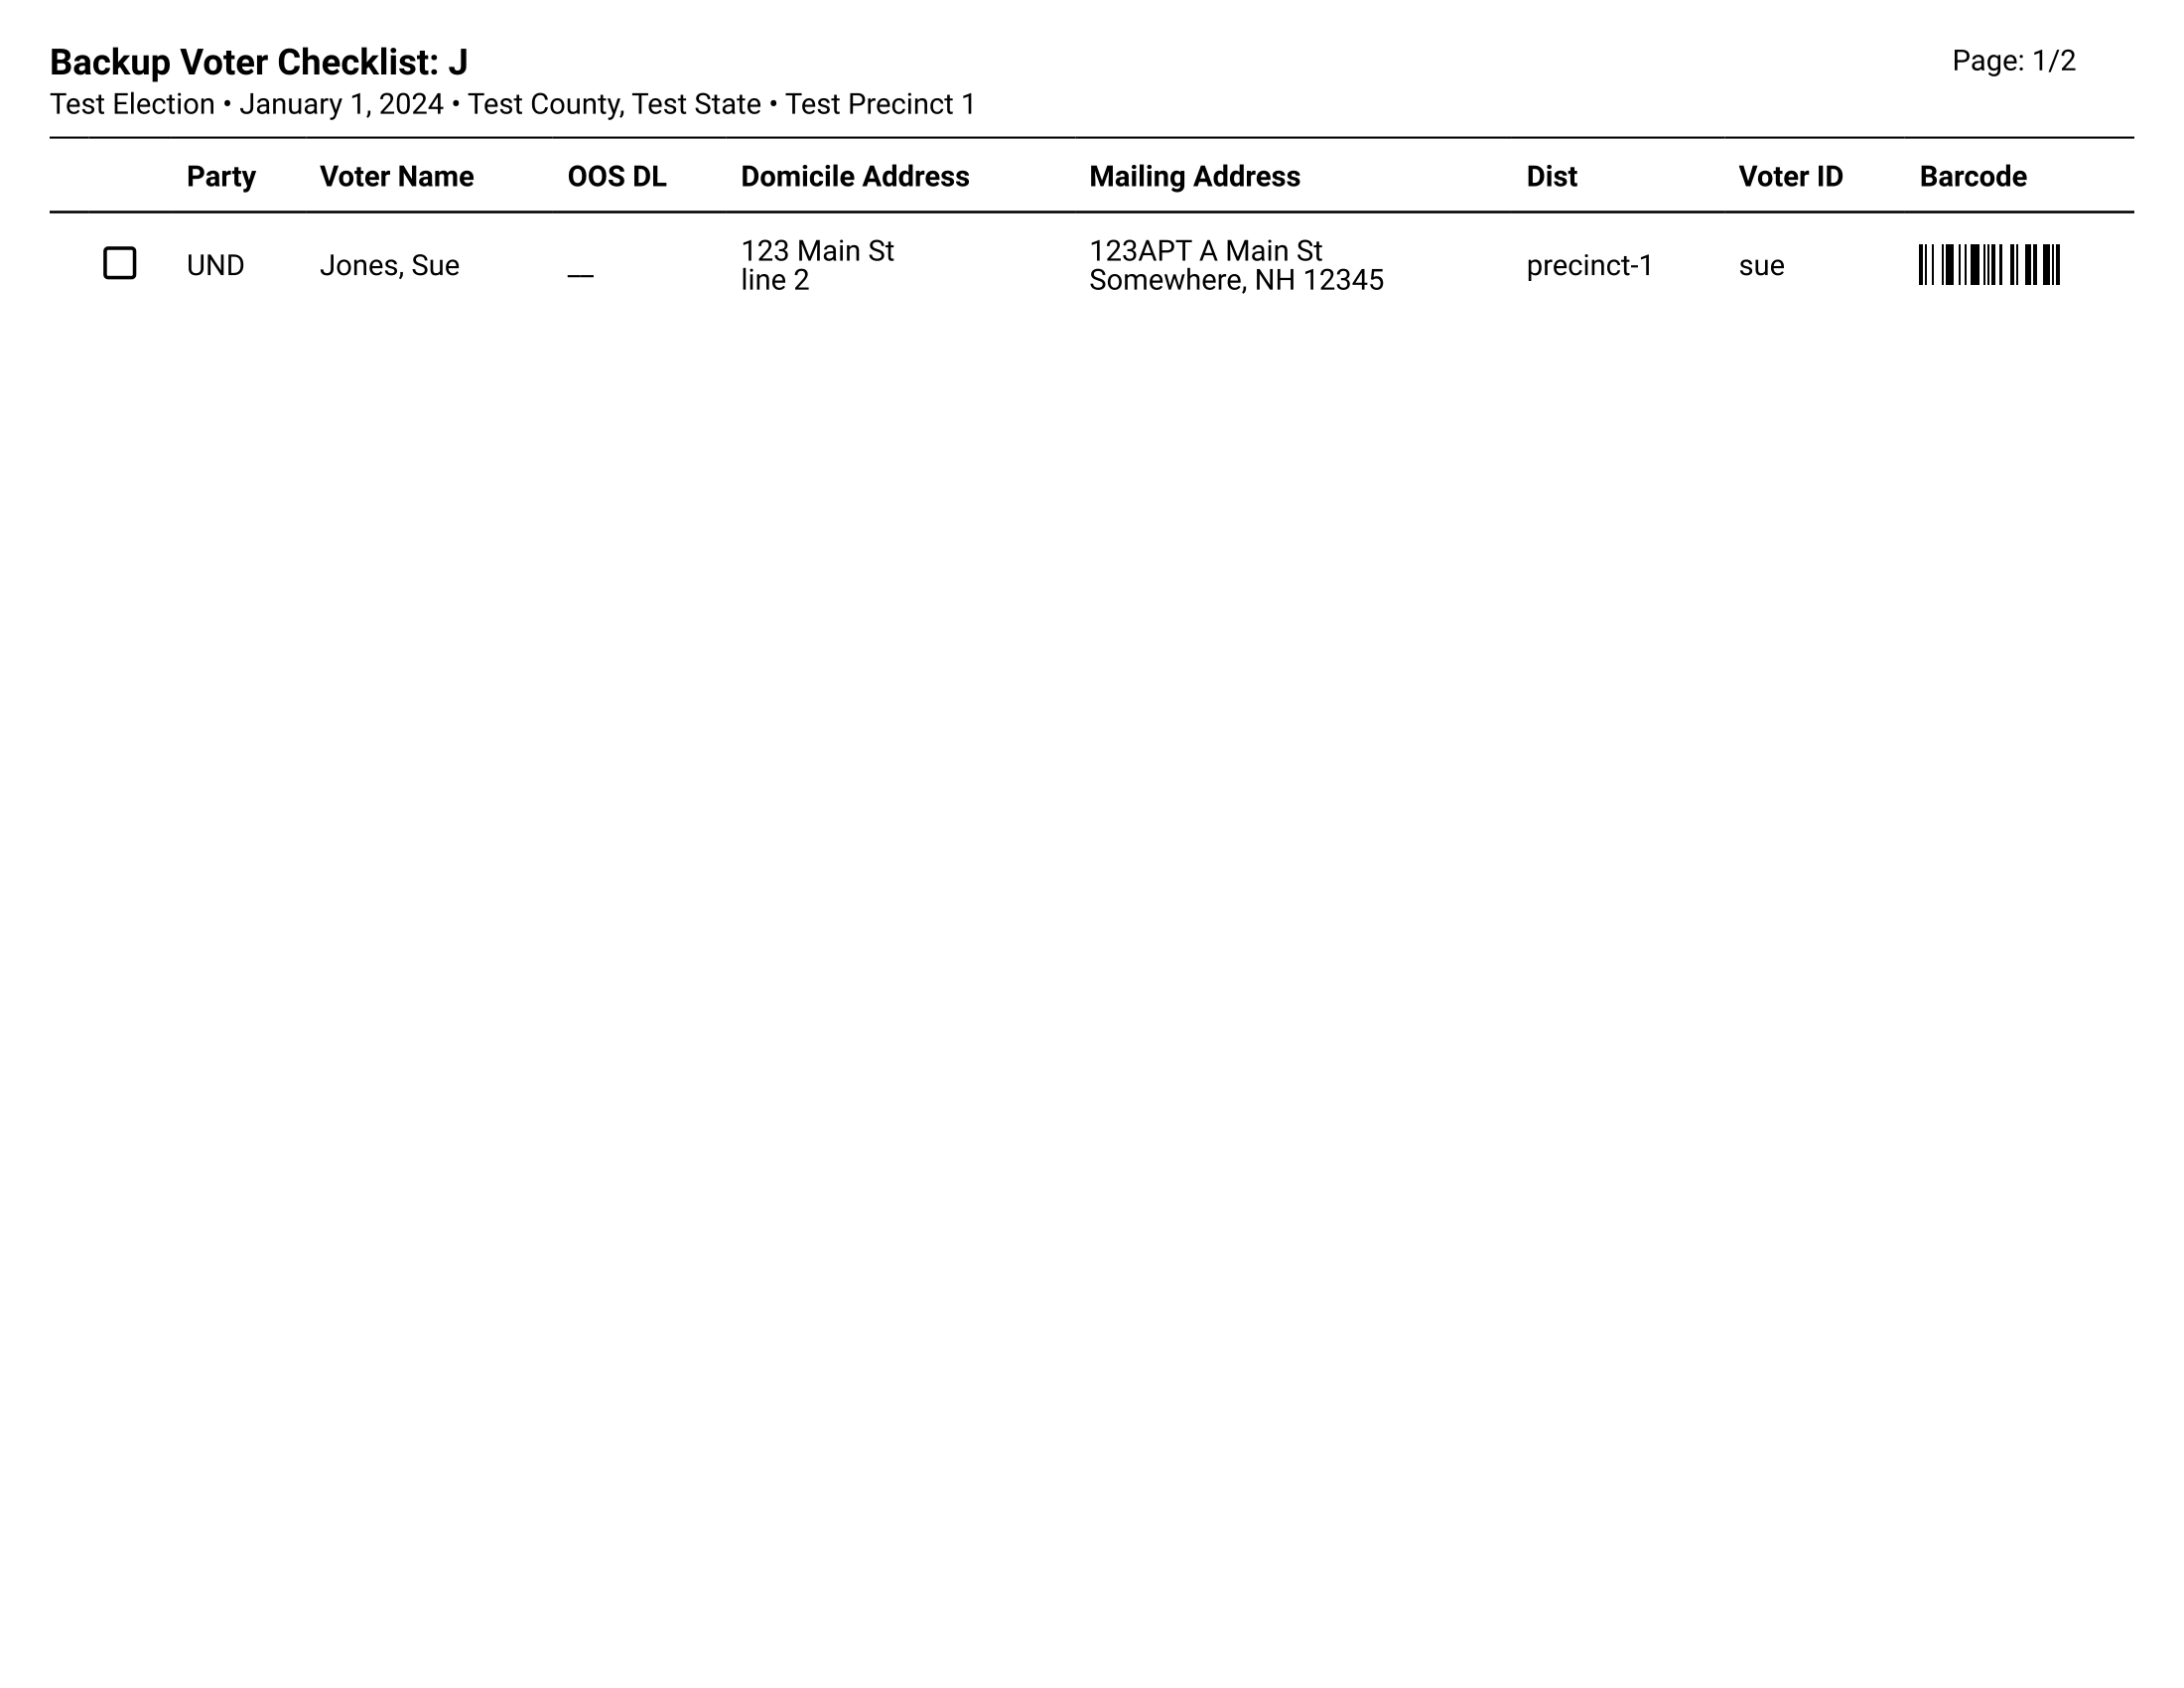 Backup Voter Checklist: J
Page: 1/2
Test Election • January 1, 2024 • Test County, Test State • Test Precinct 1
Party Voter Name OOS DL Domicile Address Mailing Address Dist Voter ID Barcode
UND Jones, Sue __ 123 Main St 123APT A Main St precinct-1 sue
line 2 Somewhere, NH 12345